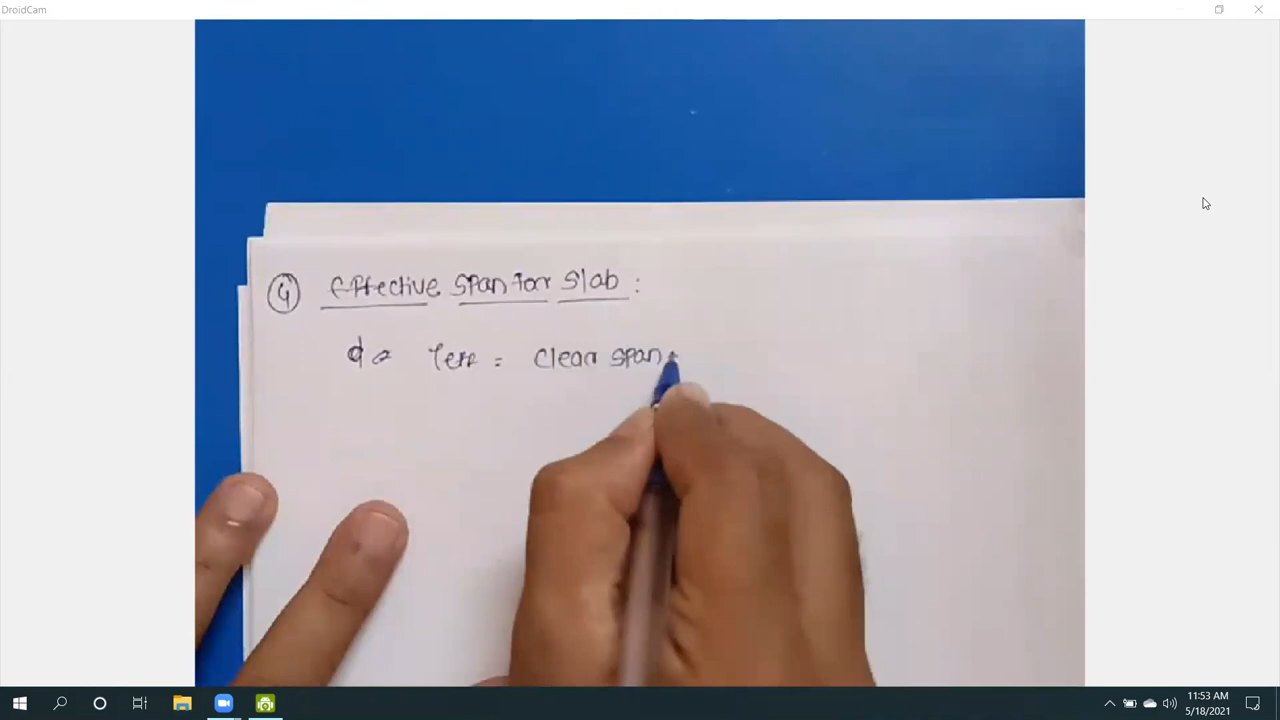 DroidCam
④ Effective Span for Slab :
d a leff = Clear span
11:53 AM
5/18/2021